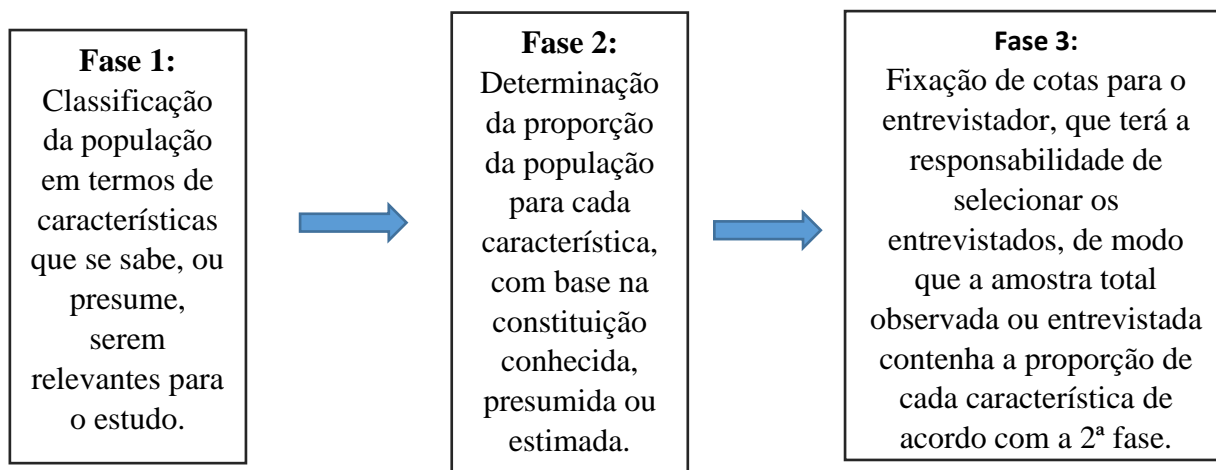 Fase 1:
Classificação
da população
em termos de
características
que se sabe, ou
presume,
serem
relevantes para
o estudo.
Fase 2:
Determinação
da proporção
da população
para cada
característica,
com base na
constituição
conhecida,
presumida ou
estimada.
Fase 3:
Fixação de cotas para o
entrevistador, que terá a
responsabilidade de
selecionar os
entrevistados, de modo
que a amostra total
observada ou entrevistada
contenha a proporção de
cada característica de
acordo com a 2ª fase.